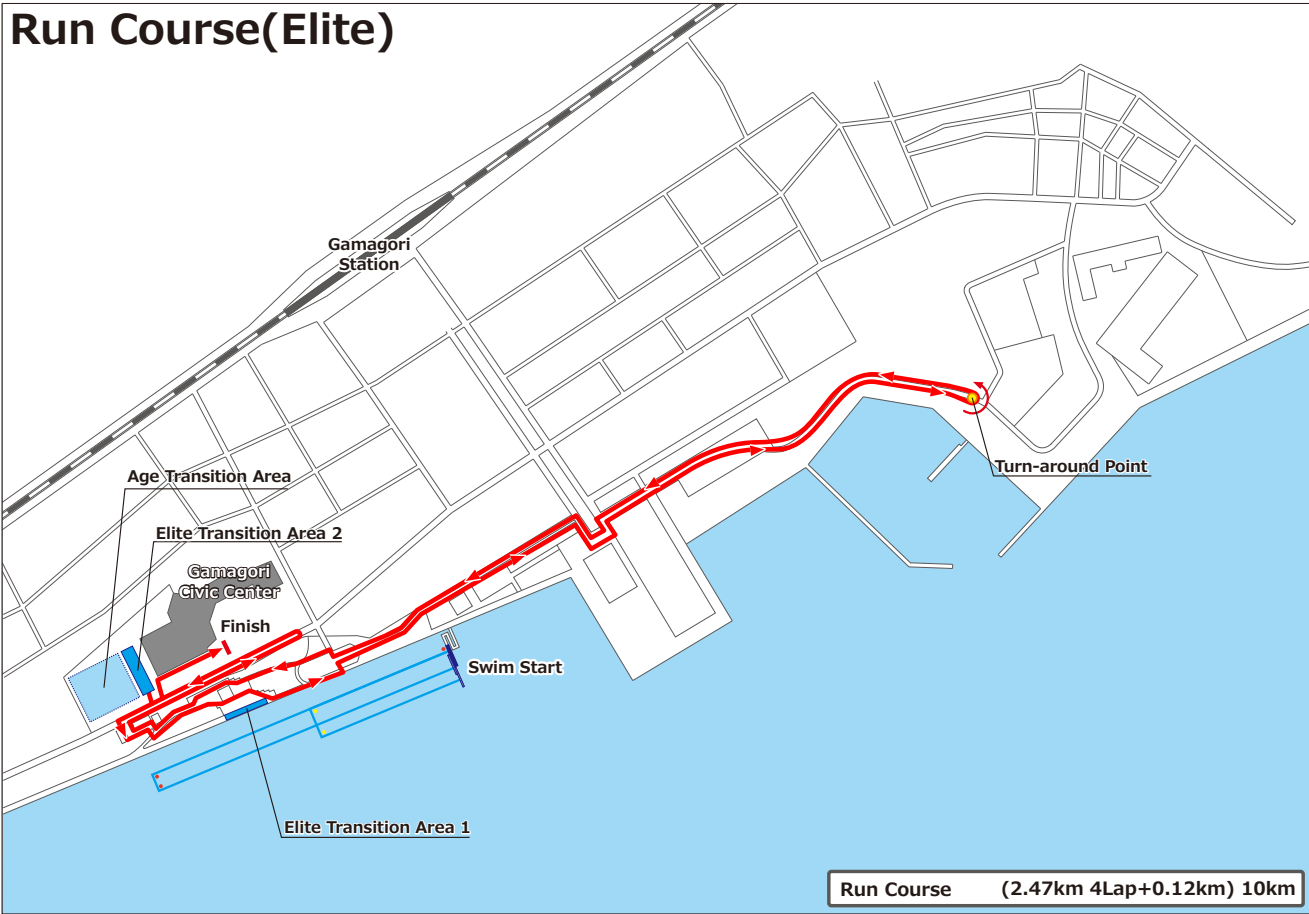 Run Course(Elite)
Gamagori
Station
Age Transition Area
Elite Transition Area 2
Gamagori
Civic Center
Finish
Turn-around Point
Swim Start
Elite Transition Area 1
Run Course (2.47km 4Lap+0.12km) 10km